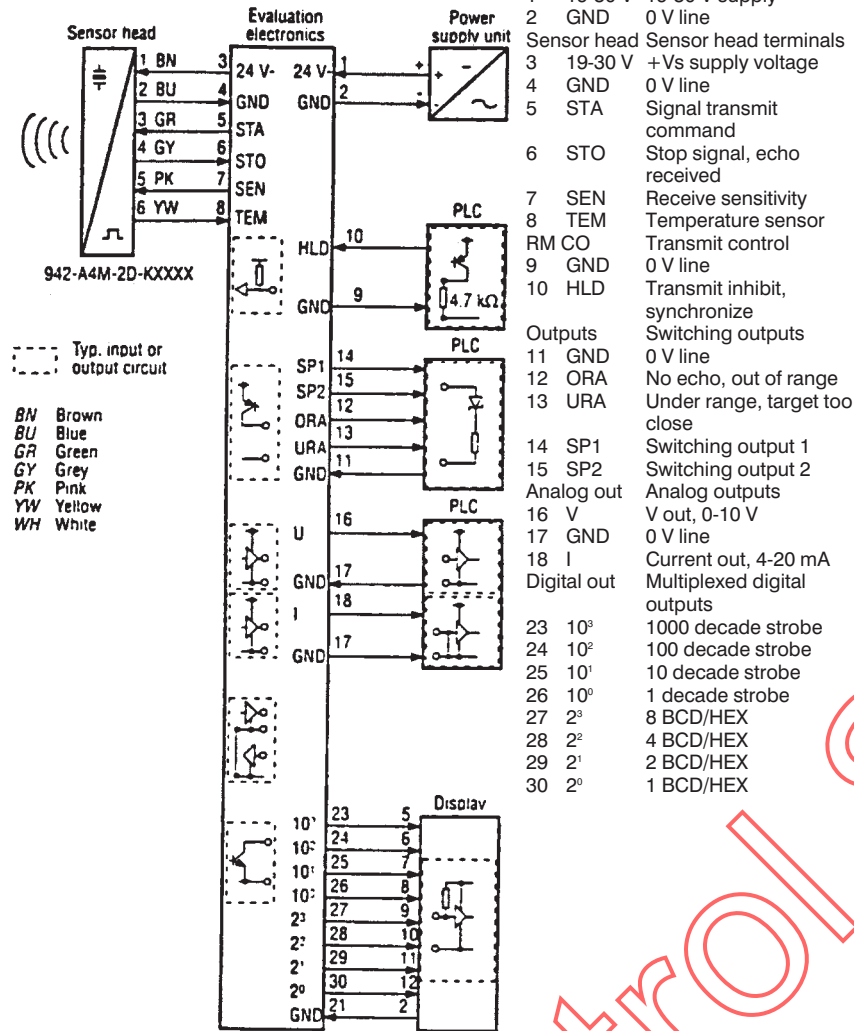 Sensor head
Evaluation
electronics
Power
supply unit
1 BN 3 24 V-
2 BU 4 GND
3 GR 5 STA
4 GY 6 STO
5 PK 7 SEN
6 YW 8 TEM
24 V 1 + + -
GND 2 - - ~
942-A4M-2D-KXXXX
Typ. input or
output circuit
BN Brown
BU Blue
GR Green
GY Grey
PK Pink
YW Yellow
WH White
PLC
HLD 10
GND 9
4.7 kΩ
PLC
SP1 14
SP2 15
ORA 12
URA 13
GND 11
PLC
U 16
GND 17
I 18
GND 17
Display
23 5
10² 24 6
10¹ 25 7
26 8
2³ 27 9
28 10
2¹ 29 11
2⁰ 30 12
GND 21 2
2 GND 0 V line
Sensor head Sensor head terminals
3 19-30 V +Vs supply voltage
4 GND 0 V line
5 STA Signal transmit
command
6 STO Stop signal, echo
received
7 SEN Receive sensitivity
8 TEM Temperature sensor
RM CO Transmit control
9 GND 0 V line
10 HLD Transmit inhibit,
synchronize
Outputs Switching outputs
11 GND 0 V line
12 ORA No echo, out of range
13 URA Under range, target too
close
14 SP1 Switching output 1
15 SP2 Switching output 2
Analog out Analog outputs
16 V V out, 0-10 V
17 GND 0 V line
18 I Current out, 4-20 mA
Digital out Multiplexed digital
outputs
23 10³ 1000 decade strobe
24 10² 100 decade strobe
25 10¹ 10 decade strobe
26 10⁰ 1 decade strobe
27 2³ 8 BCD/HEX
28 2² 4 BCD/HEX
29 2¹ 2 BCD/HEX
30 2⁰ 1 BCD/HEX